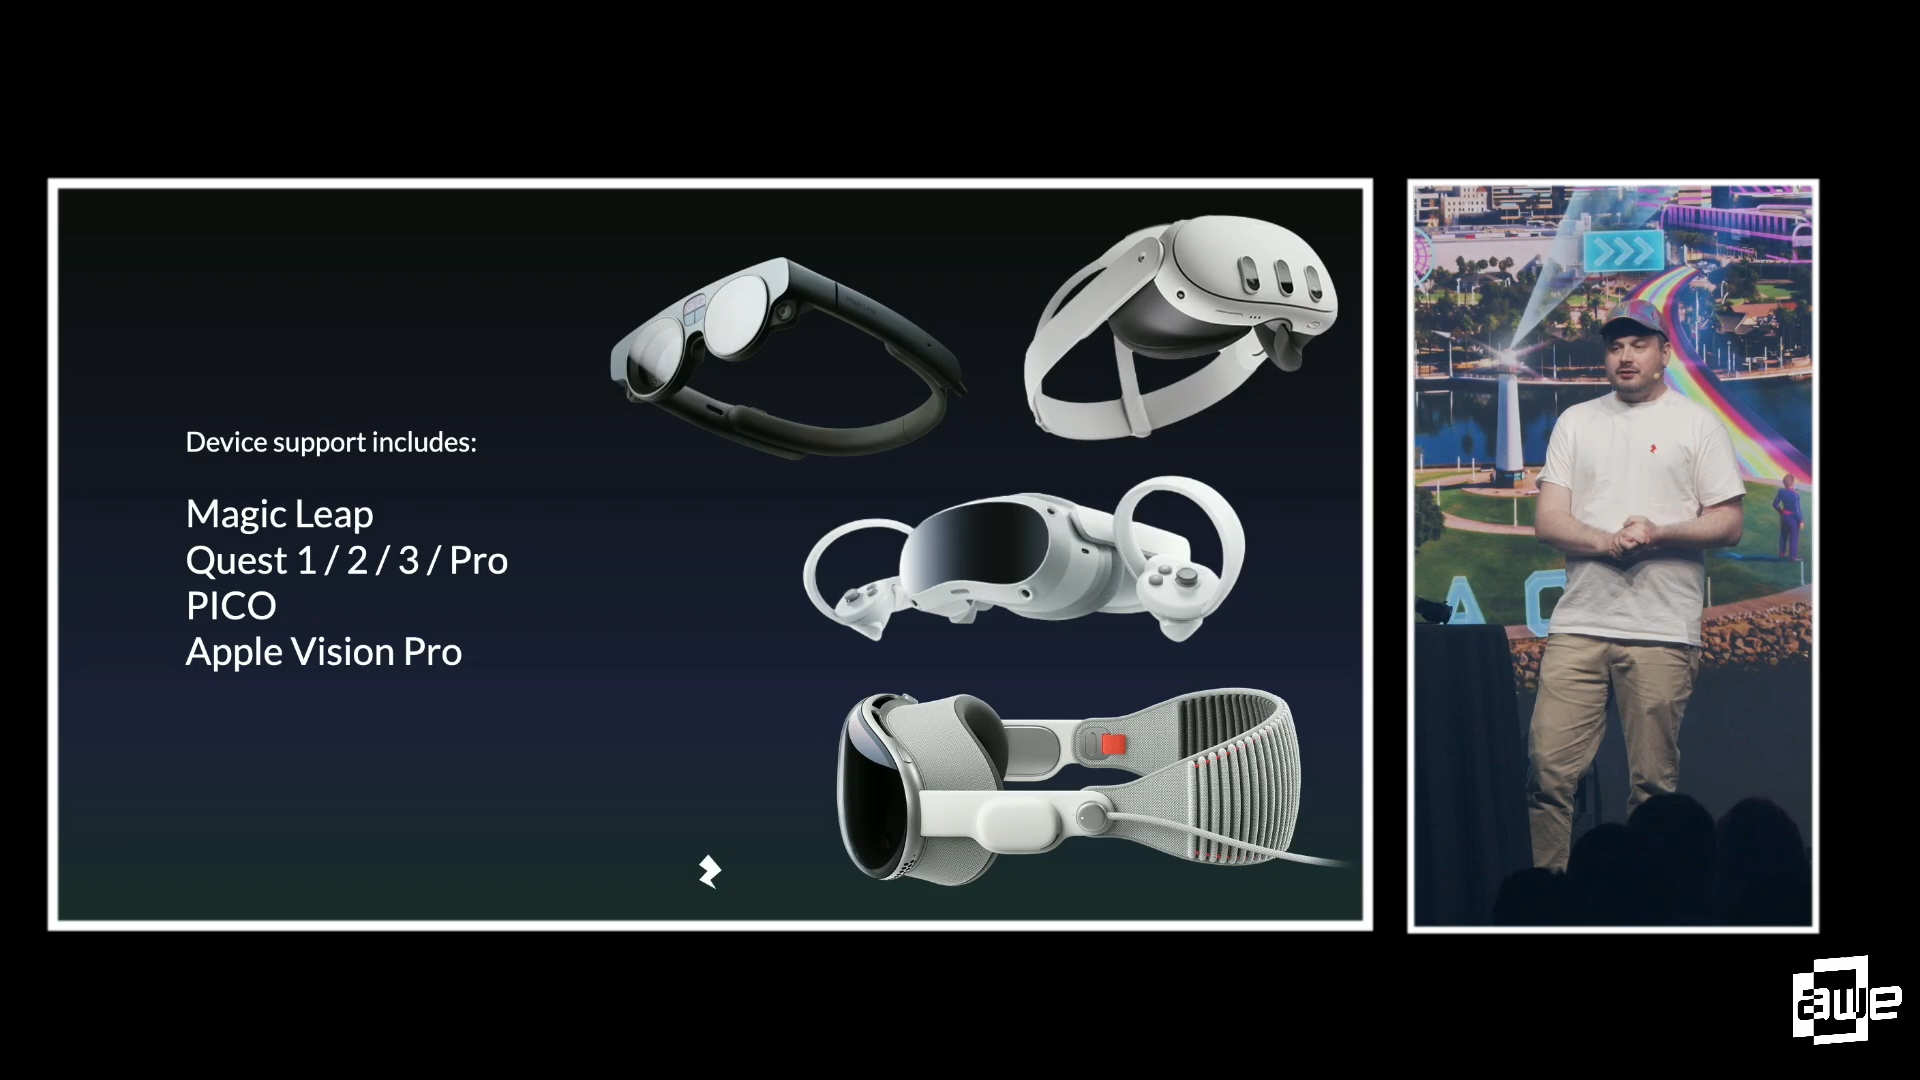 Device support includes:
Magic Leap
Quest 1 / 2 / 3 / Pro
PICO
Apple Vision Pro
>>>
A C
awe